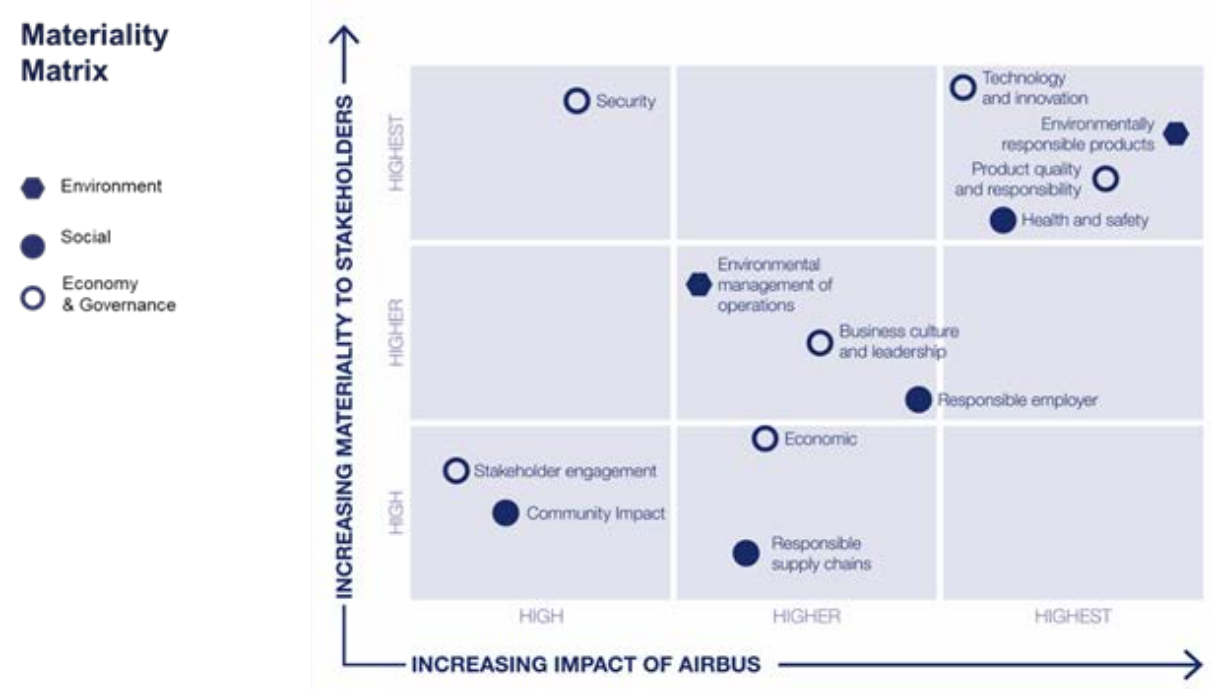 Materiality
Matrix
Environment
Social
Economy
& Governance
INCREASING MATERIALITY TO STAKEHOLDERS
HIGHEST
HIGHER
HIGH
Security
Technology
and innovation
Environmentally
responsible products
Product quality
and responsibility
Health and safety
Environmental
management of
operations
Business culture
and leadership
Responsible employer
Economic
Stakeholder engagement
Community Impact
Responsible
supply chains
HIGH
HIGHER
HIGHEST
INCREASING IMPACT OF AIRBUS